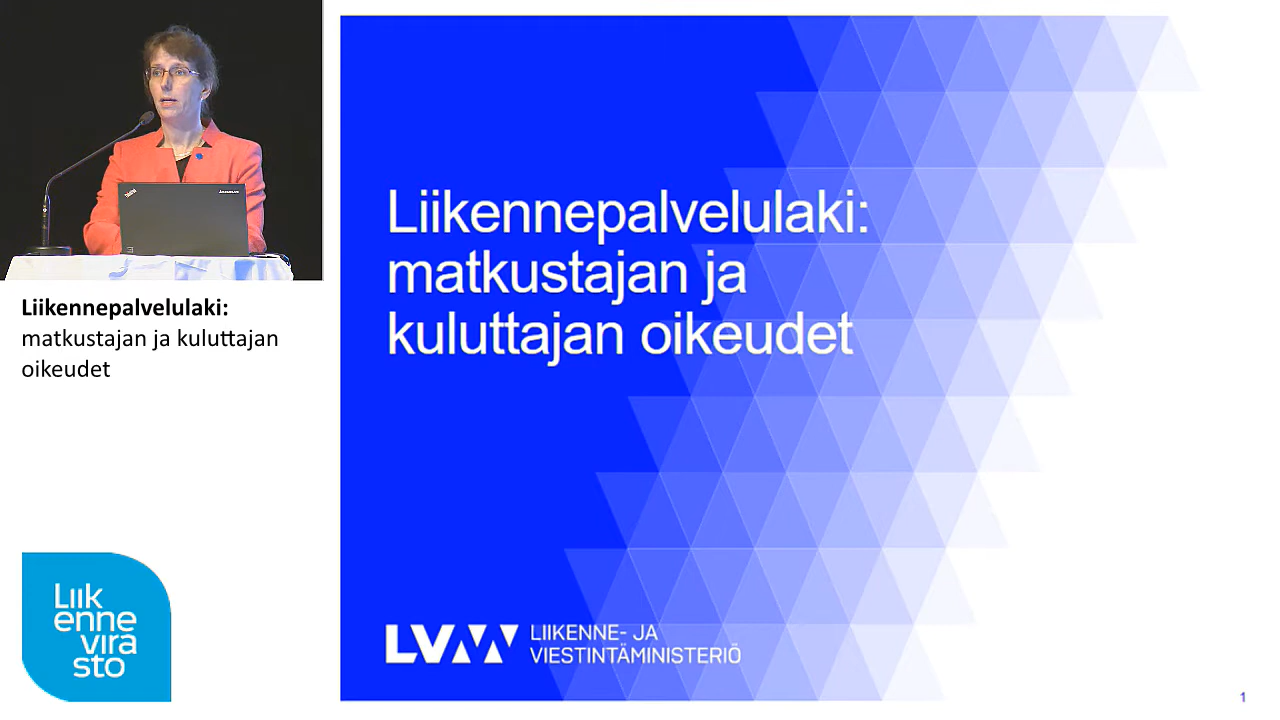 Liikennepalvelulaki:
matkustajan ja kuluttajan
oikeudet
Liik
enne
vira
sto
Liikennepalvelulaki:
matkustajan ja
kuluttajan oikeudet
LVM
LIIKENNE- JA
VIESTINTÄMINISTERIÖ
1